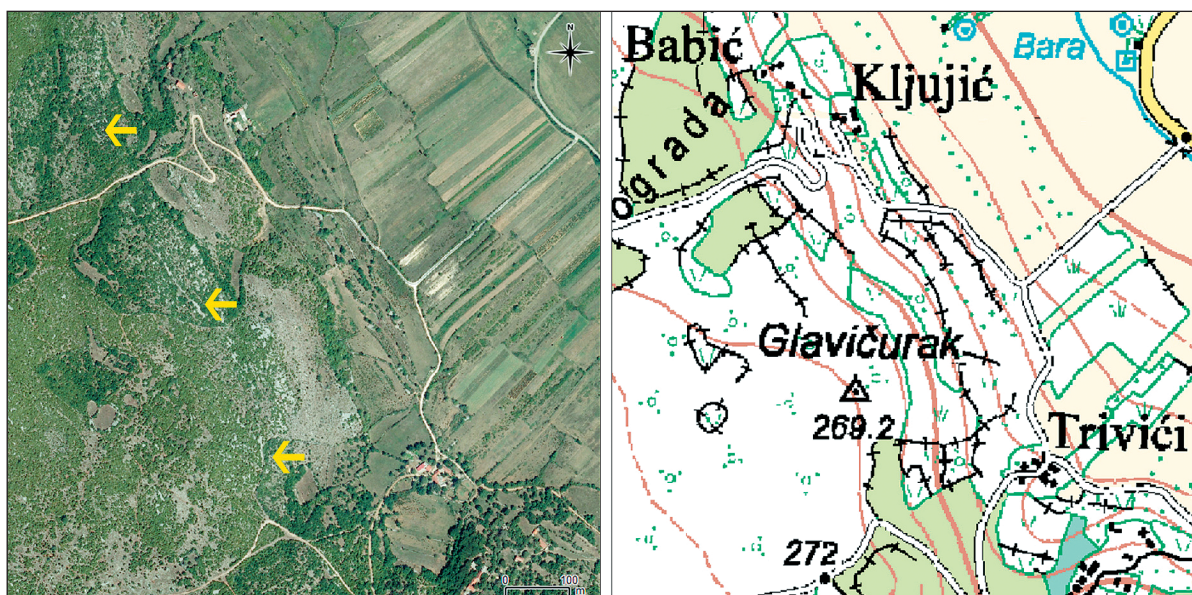 N
0 100
m
Babić
Kljujić
Bara
ograda
Glavičurak
269.2
Trivići
272